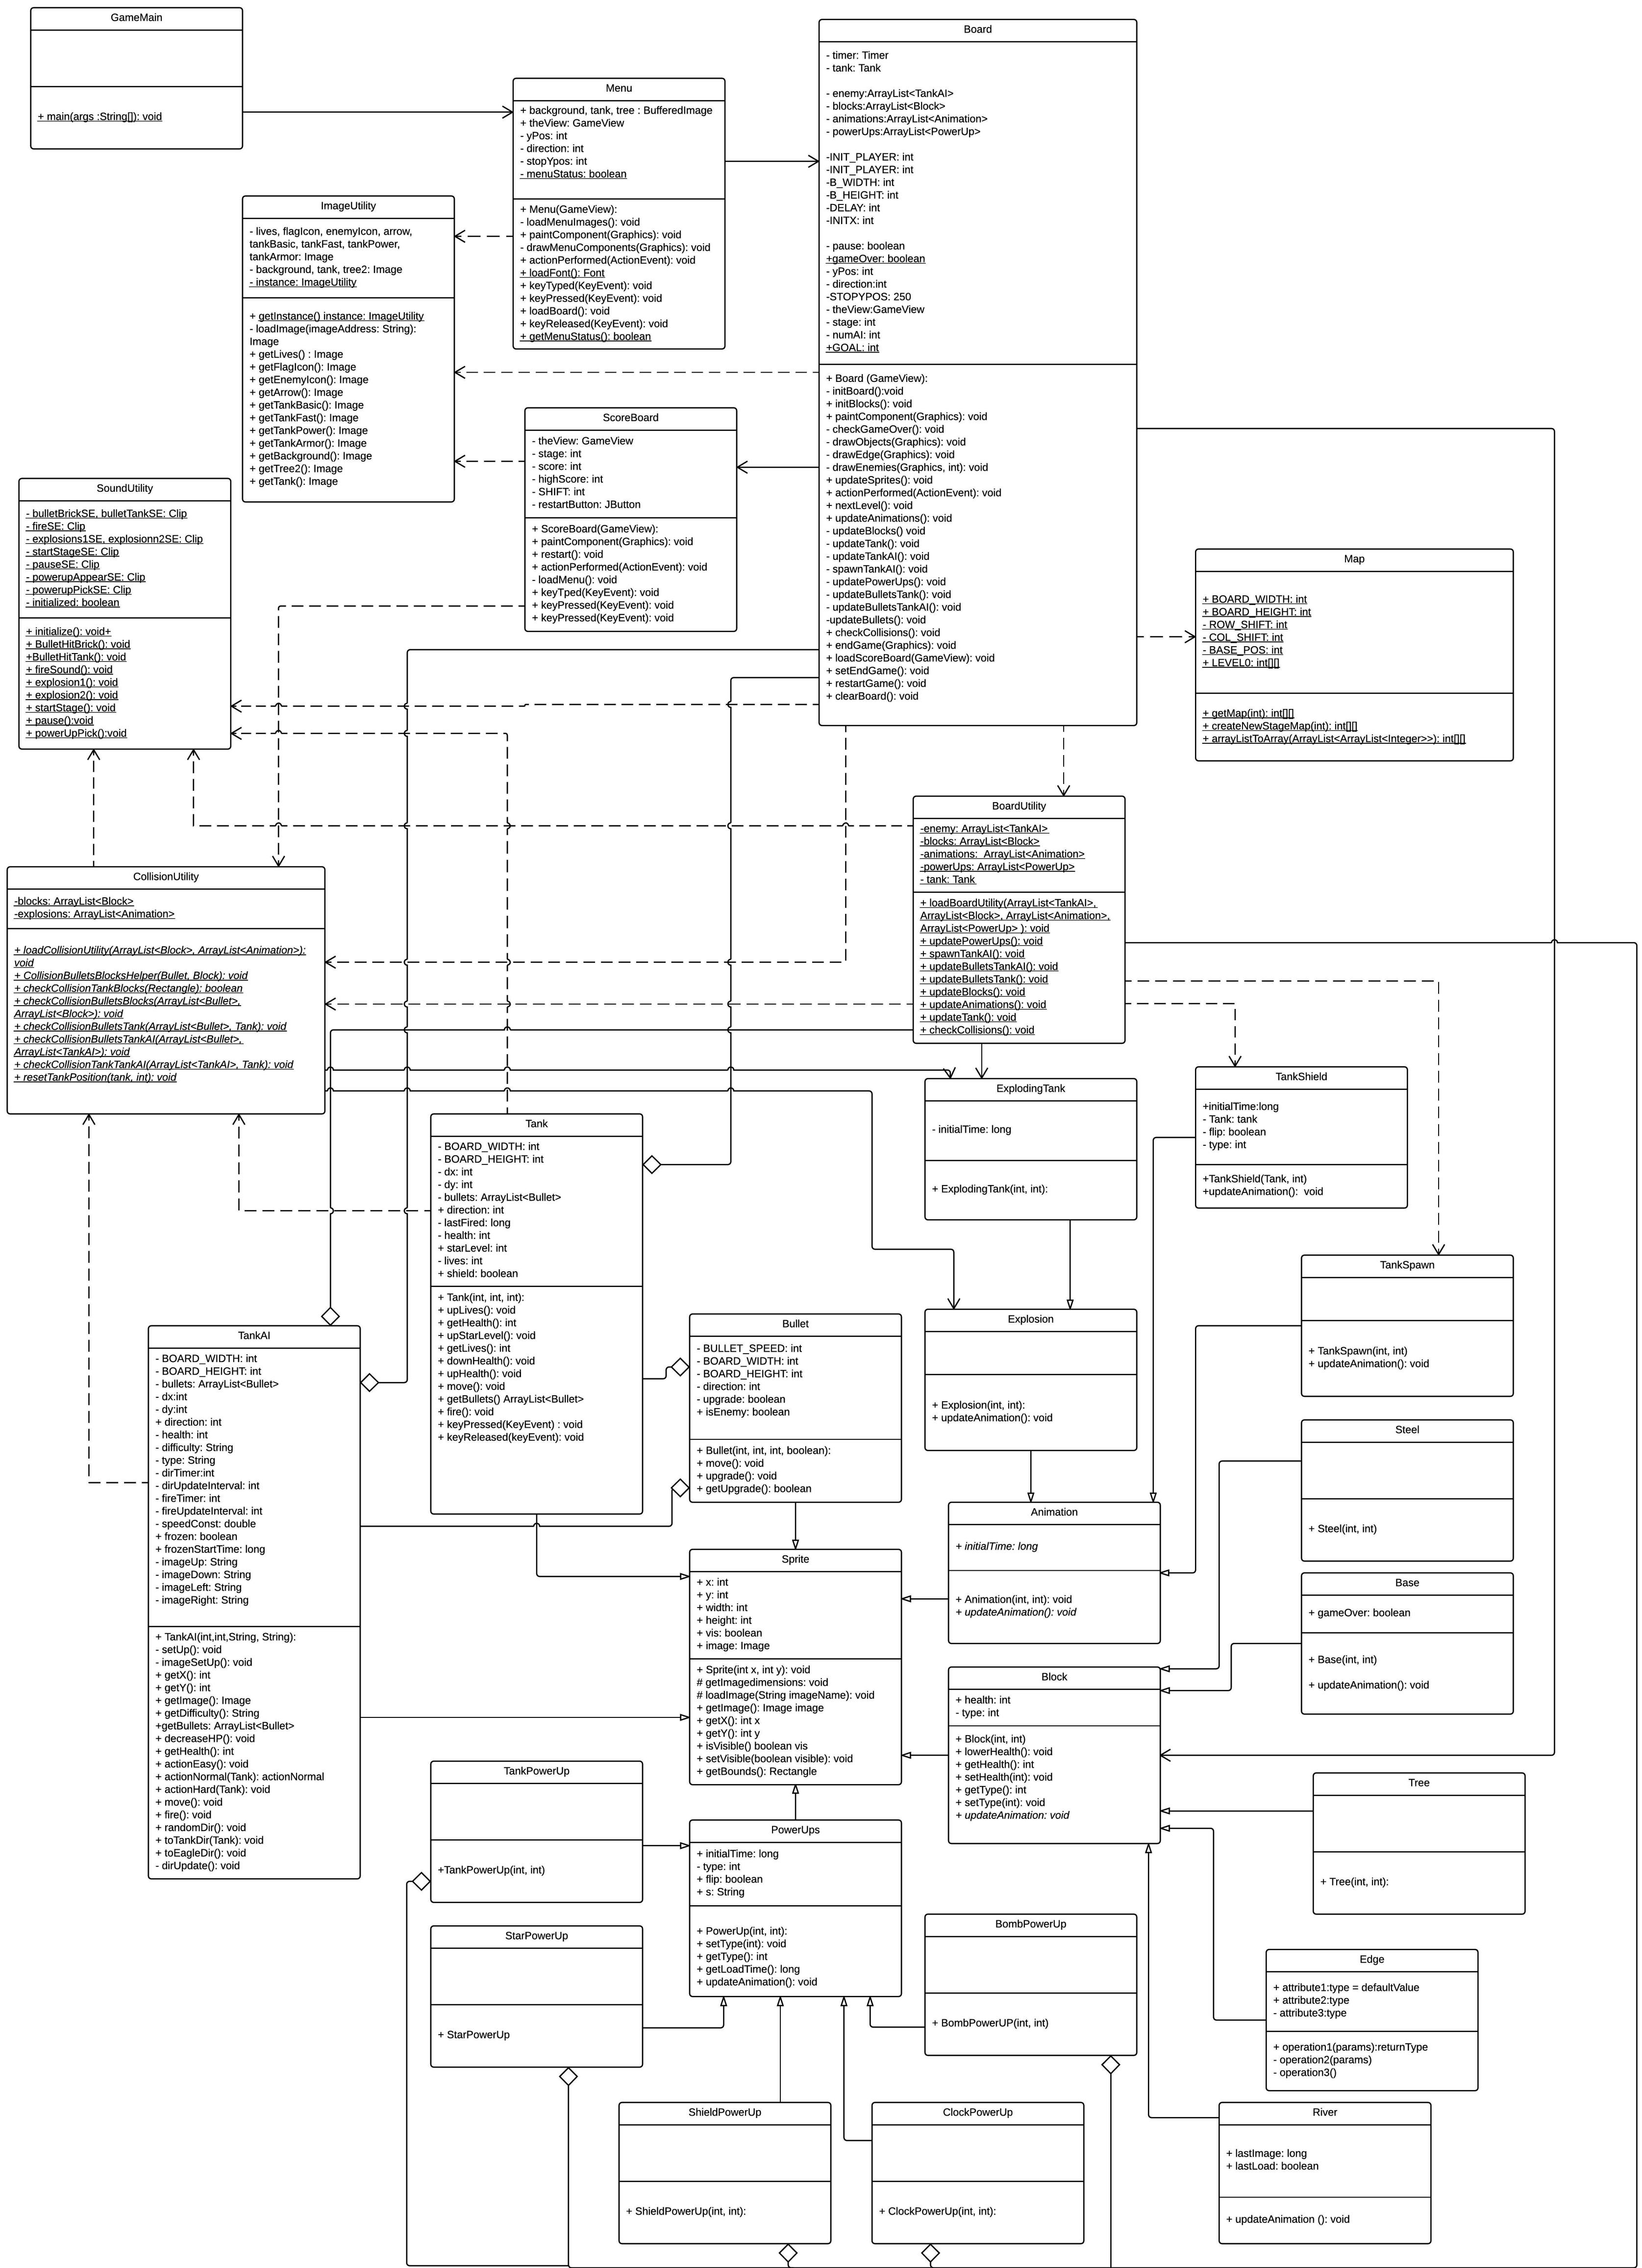 GameMain
+ main(args :String[]): void
Menu
+ background, tank, tree : BufferedImage
+ theView: GameView
- yPos: int
- direction: int
- stopYpos: int
- menuStatus: boolean
+ Menu(GameView):
- loadMenuImages(): void
+ paintComponent(Graphics): void
- drawMenuComponents(Graphics): void
+ actionPerformed(ActionEvent): void
+ loadFont(): Font
+ keyTyped(KeyEvent): void
+ keyPressed(KeyEvent): void
+ loadBoard(): void
+ keyReleased(KeyEvent): void
+ getMenuStatus(): boolean
Board
- timer: Timer
- tank: Tank
- enemy:ArrayList<TankAI>
- blocks:ArrayList<Block>
- animations:ArrayList<Animation>
- powerUps:ArrayList<PowerUp>
-INIT_PLAYER: int
-INIT_PLAYER: int
-B_WIDTH: int
-B_HEIGHT: int
-DELAY: int
-INITX: int
- pause: boolean
+gameOver: boolean
- yPos: int
- direction:int
-STOPYPOS: 250
- theView:GameView
- stage: int
- numAI: int
+GOAL: int
+ Board (GameView):
- initBoard():void
+ initBlocks(): void
+ paintComponent(Graphics): void
- checkGameOver(): void
- drawObjects(Graphics): void
- drawEdge(Graphics): void
- drawEnemies(Graphics, int): void
+ updateSprites(): void
+ actionPerformed(ActionEvent): void
+ nextLevel(): void
+ updateAnimations(): void
- updateBlocks() void
- updateTank(): void
- updateTankAI(): void
- spawnTankAI(): void
- updatePowerUps(): void
- updateBulletsTank(): void
- updateBulletsTankAI(): void
-updateBullets(): void
+ checkCollisions(): void
+ endGame(Graphics): void
+ loadScoreBoard(GameView): void
+ setEndGame(): void
+ restartGame(): void
+ clearBoard(): void
ImageUtility
- lives, flagIcon, enemyIcon, arrow,
tankBasic, tankFast, tankPower,
tankArmor: Image
- background, tank, tree2: Image
- instance: ImageUtility
+ getInstance() instance: ImageUtility
- loadImage(imageAddress: String):
Image
+ getLives() : Image
+ getFlagIcon(): Image
+ getEnemyIcon(): Image
+ getArrow(): Image
+ getTankBasic(): Image
+ getTankFast(): Image
+ getTankPower(): Image
+ getTankArmor(): Image
+ getBackground(): Image
+ getTree2(): Image
+ getTank(): Image
ScoreBoard
- theView: GameView
- stage: int
- score: int
- highScore: int
- SHIFT: int
- restartButton: JButton
+ ScoreBoard(GameView):
+ paintComponent(Graphics): void
+ restart(): void
+ actionPerformed(ActionEvent): void
- loadMenu(): void
+ keyTped(KeyEvent): void
+ keyPressed(KeyEvent): void
+ keyPressed(KeyEvent): void
SoundUtility
- bulletBrickSE, bulletTankSE: Clip
- fireSE: Clip
- explosions1SE, explosionn2SE: Clip
- startStageSE: Clip
- pauseSE: Clip
- powerupAppearSE: Clip
- powerupPickSE: Clip
- initialized: boolean
+ initialize(): void+
+ BulletHitBrick(): void
+BulletHitTank(): void
+ fireSound(): void
+ explosion1(): void
+ explosion2(): void
+ startStage(): void
+ pause():void
+ powerUpPick():void
Map
+ BOARD_WIDTH: int
+ BOARD_HEIGHT: int
- ROW_SHIFT: int
- COL_SHIFT: int
- BASE_POS: int
+ LEVEL0: int[][]
+ getMap(int): int[][]
+ createNewStageMap(int): int[][]
+ arrayListToArray(ArrayList<ArrayList<Integer>>): int[][]
BoardUtility
-enemy: ArrayList<TankAI>
-blocks: ArrayList<Block>
-animations:  ArrayList<Animation>
-powerUps: ArrayList<PowerUp>
- tank: Tank
+ loadBoardUtility(ArrayList<TankAI>,
ArrayList<Block>, ArrayList<Animation>,
ArrayList<PowerUp> ): void
+ updatePowerUps(): void
+ spawnTankAI(): void
+ updateBulletsTankAI(): void
+ updateBulletsTank(): void
+ updateBlocks(): void
+ updateAnimations(): void
+ updateTank(): void
+ checkCollisions(): void
CollisionUtility
-blocks: ArrayList<Block>
-explosions: ArrayList<Animation>
+ loadCollisionUtility(ArrayList<Block>, ArrayList<Animation>):
void
+ CollisionBulletsBlocksHelper(Bullet, Block): void
+ checkCollisionTankBlocks(Rectangle): boolean
+ checkCollisionBulletsBlocks(ArrayList<Bullet>,
ArrayList<Block>): void
+ checkCollisionBulletsTank(ArrayList<Bullet>, Tank): void
+ checkCollisionBulletsTankAI(ArrayList<Bullet>,
ArrayList<TankAI>): void
+ checkCollisionTankTankAI(ArrayList<TankAI>, Tank): void
+ resetTankPosition(tank, int): void
ExplodingTank
- initialTime: long
+ ExplodingTank(int, int):
TankShield
+initialTime:long
- Tank: tank
- flip: boolean
- type: int
+TankShield(Tank, int)
+updateAnimation():  void
Tank
- BOARD_WIDTH: int
- BOARD_HEIGHT: int
- dx: int
- dy: int
- bullets: ArrayList<Bullet>
+ direction: int
- lastFired: long
- health: int
+ starLevel: int
- lives: int
+ shield: boolean
+ Tank(int, int, int):
+ upLives(): void
+ getHealth(): int
+ upStarLevel(): void
+ getLives(): int
+ downHealth(): void
+ upHealth(): void
+ move(): void
+ getBullets() ArrayList<Bullet>
+ fire(): void
+ keyPressed(KeyEvent) : void
+ keyReleased(keyEvent): void
TankSpawn
+ TankSpawn(int, int)
+ updateAnimation(): void
Explosion
+ Explosion(int, int):
+ updateAnimation(): void
Bullet
- BULLET_SPEED: int
- BOARD_WIDTH: int
- BOARD_HEIGHT: int
- direction: int
- upgrade: boolean
+ isEnemy: boolean
+ Bullet(int, int, int, boolean):
+ move(): void
+ upgrade(): void
+ getUpgrade(): boolean
TankAI
- BOARD_WIDTH: int
- BOARD_HEIGHT: int
- bullets: ArrayList<Bullet>
- dx:int
- dy:int
+ direction: int
- health: int
- difficulty: String
- type: String
- dirTimer:int
- dirUpdateInterval: int
- fireTimer: int
- fireUpdateInterval: int
- speedConst: double
+ frozen: boolean
+ frozenStartTime: long
- imageUp: String
- imageDown: String
- imageLeft: String
- imageRight: String
+ TankAI(int,int,String, String):
- setUp(): void
- imageSetUp(): void
+ getX(): int
+ getY(): int
+ getImage(): Image
+ getDifficulty(): String
+getBullets: ArrayList<Bullet>
+ decreaseHP(): void
+ getHealth(): int
+ actionEasy(): void
+ actionNormal(Tank): actionNormal
+ actionHard(Tank): void
+ move(): void
+ fire(): void
+ randomDir(): void
+ toTankDir(Tank): void
+ toEagleDir(): void
- dirUpdate(): void
Steel
+ Steel(int, int)
Animation
+ initialTime: long
+ Animation(int, int): void
+ updateAnimation(): void
Sprite
+ x: int
+ y: int
+ width: int
+ height: int
+ vis: boolean
+ image: Image
+ Sprite(int x, int y): void
# getImagedimensions: void
# loadImage(String imageName): void
+ getImage(): Image image
+ getX(): int x
+ getY(): int y
+ isVisible() boolean vis
+ setVisible(boolean visible): void
+ getBounds(): Rectangle
Base
+ gameOver: boolean
+ Base(int, int)
+ updateAnimation(): void
Block
+ health: int
- type: int
+ Block(int, int)
+ lowerHealth(): void
+ getHealth(): int
+ setHealth(int): void
+ getType(): int
+ setType(int): void
+ updateAnimation: void
TankPowerUp
+TankPowerUp(int, int)
Tree
+ Tree(int, int):
PowerUps
+ initialTime: long
- type: int
+ flip: boolean
+ s: String
+ PowerUp(int, int):
+ setType(int): void
+ getType(): int
+ getLoadTime(): long
+ updateAnimation(): void
StarPowerUp
+ StarPowerUp
BombPowerUp
+ BombPowerUP(int, int)
Edge
+ attribute1:type = defaultValue
+ attribute2:type
- attribute3:type
+ operation1(params):returnType
- operation2(params)
- operation3()
ShieldPowerUp
+ ShieldPowerUp(int, int):
ClockPowerUp
+ ClockPowerUp(int, int):
River
+ lastImage: long
+ lastLoad: boolean
+ updateAnimation (): void